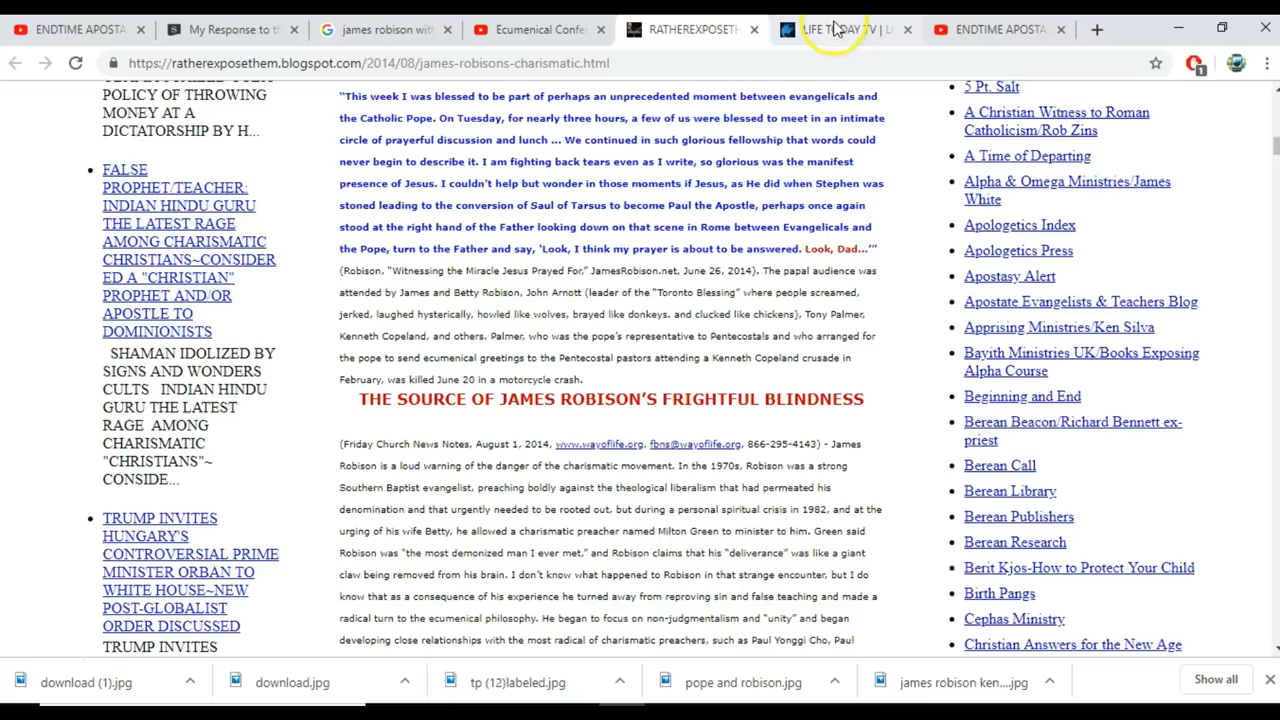 ENDTIME APOSTA
My Response to t
james robison wit
Ecumenical Confe
RATHEREXPOSETH
LIFE TODAY TV | LI
ENDTIME APOSTA
https://ratherexposethem.blogspot.com/2014/08/james-robisons-charismatic.html
1
POLICY OF THROWING
MONEY AT A
DICTATORSHIP BY H...
FALSE
PROPHET/TEACHER:
INDIAN HINDU GURU
THE LATEST RAGE
AMONG CHARISMATIC
CHRISTIANS~CONSIDER
ED A "CHRISTIAN"
PROPHET AND/OR
APOSTLE TO
DOMINIONISTS
SHAMAN IDOLIZED BY
SIGNS AND WONDERS
CULTS INDIAN HINDU
GURU THE LATEST
RAGE AMONG
CHARISMATIC
"CHRISTIANS"~
CONSIDE...
TRUMP INVITES
HUNGARY'S
CONTROVERSIAL PRIME
MINISTER ORBAN TO
WHITE HOUSE~NEW
POST-GLOBALIST
ORDER DISCUSSED
TRUMP INVITES
“This week I was blessed to be part of perhaps an unprecedented moment between evangelicals and
the Catholic Pope. On Tuesday, for nearly three hours, a few of us were blessed to meet in an intimate
circle of prayerful discussion and lunch ... We continued in such glorious fellowship that words could
never begin to describe it. I am fighting back tears even as I write, so glorious was the manifest
presence of Jesus. I couldn’t help but wonder in those moments if Jesus, as He did when Stephen was
stoned leading to the conversion of Saul of Tarsus to become Paul the Apostle, perhaps once again
stood at the right hand of the Father looking down on that scene in Rome between Evangelicals and
the Pope, turn to the Father and say, ‘Look, I think my prayer is about to be answered. Look, Dad...’”
(Robison, “Witnessing the Miracle Jesus Prayed For,” JamesRobison.net, June 26, 2014). The papal audience was
attended by James and Betty Robison, John Arnott (leader of the “Toronto Blessing” where people screamed,
jerked, laughed hysterically, howled like wolves, brayed like donkeys. and clucked like chickens), Tony Palmer,
Kenneth Copeland, and others. Palmer, who was the pope’s representative to Pentecostals and who arranged for
the pope to send ecumenical greetings to the Pentecostal pastors attending a Kenneth Copeland crusade in
February, was killed June 20 in a motorcycle crash.
THE SOURCE OF JAMES ROBISON’S FRIGHTFUL BLINDNESS
(Friday Church News Notes, August 1, 2014, www.wayoflife.org, fbns@wayoflife.org, 866-295-4143) - James
Robison is a loud warning of the danger of the charismatic movement. In the 1970s, Robison was a strong
Southern Baptist evangelist, preaching boldly against the theological liberalism that had permeated his
denomination and that urgently needed to be rooted out, but during a personal spiritual crisis in 1982, and at the
urging of his wife Betty, he allowed a charismatic preacher named Milton Green to minister to him. Green said
Robison was “the most demonized man I ever met,” and Robison claims that his “deliverance” was like a giant
claw being removed from his brain. I don’t know what happened to Robison in that strange encounter, but I do
know that as a consequence of his experience he turned away from reproving sin and false teaching and made a
radical turn to the ecumenical philosophy. He began to focus on non-judgmentalism and “unity” and began
developing close relationships with the most radical of charismatic preachers, such as Paul Yonggi Cho, Paul
5 Pt. Salt
A Christian Witness to Roman
Catholicism/Rob Zins
A Time of Departing
Alpha & Omega Ministries/James
White
Apologetics Index
Apologetics Press
Apostasy Alert
Apostate Evangelists & Teachers Blog
Apprising Ministries/Ken Silva
Bayith Ministries UK/Books Exposing
Alpha Course
Beginning and End
Berean Beacon/Richard Bennett ex-
priest
Berean Call
Berean Library
Berean Publishers
Berean Research
Berit Kjos-How to Protect Your Child
Birth Pangs
Cephas Ministry
Christian Answers for the New Age
download (1).jpg
download.jpg
tp (12)labeled.jpg
pope and robison.jpg
james robison ken....jpg
Show all